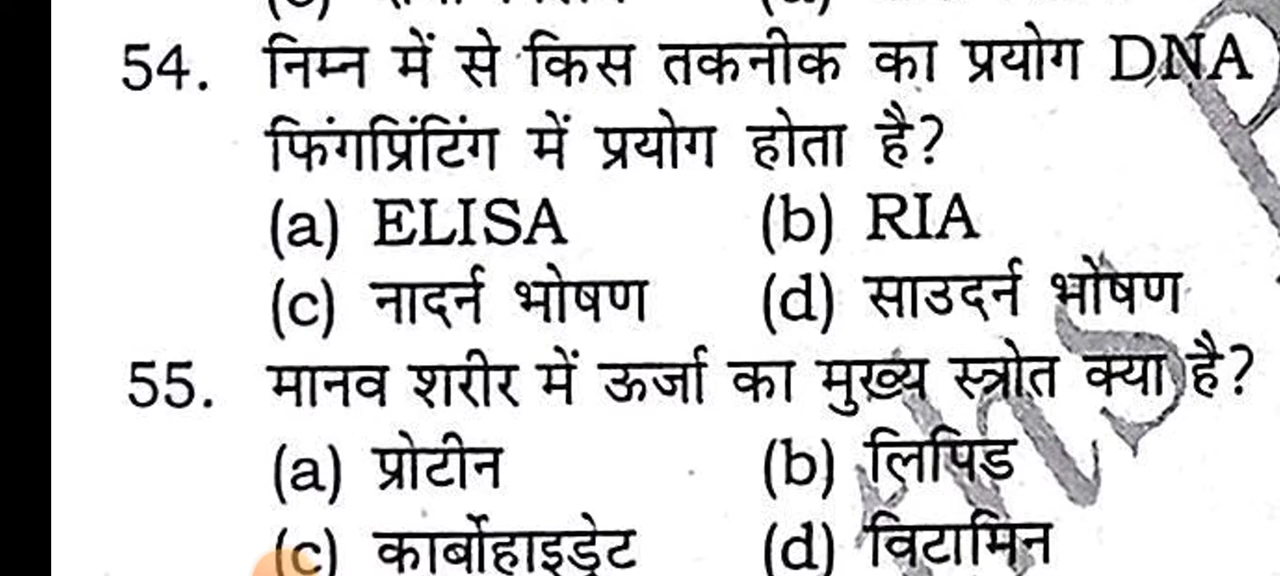 54. निम्न में से किस तकनीक का प्रयोग DNA
फिंगप्रिंटिंग में प्रयोग होता है?
(a) ELISA (b) RIA
(c) नादर्न भोषण (d) साउदर्न भोषण
55. मानव शरीर में ऊर्जा का मुख्य स्त्रोत क्या है?
(a) प्रोटीन (b) लिपिड
(c) कार्बोहाइड्रेट (d) विटामिन